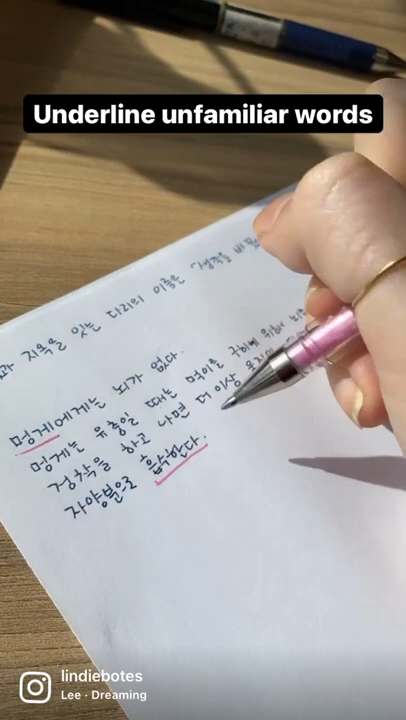 Underline unfamiliar words
지옥을 잇는 다리의 이름은 "생각을
멍게에게는 뇌가 없다.
멍게는 유충일 때는 먹이를 구하기 위해
정착을 하고 나면 더 이상
자양분으로 흡수한다.
lindiebotes
Lee · Dreaming